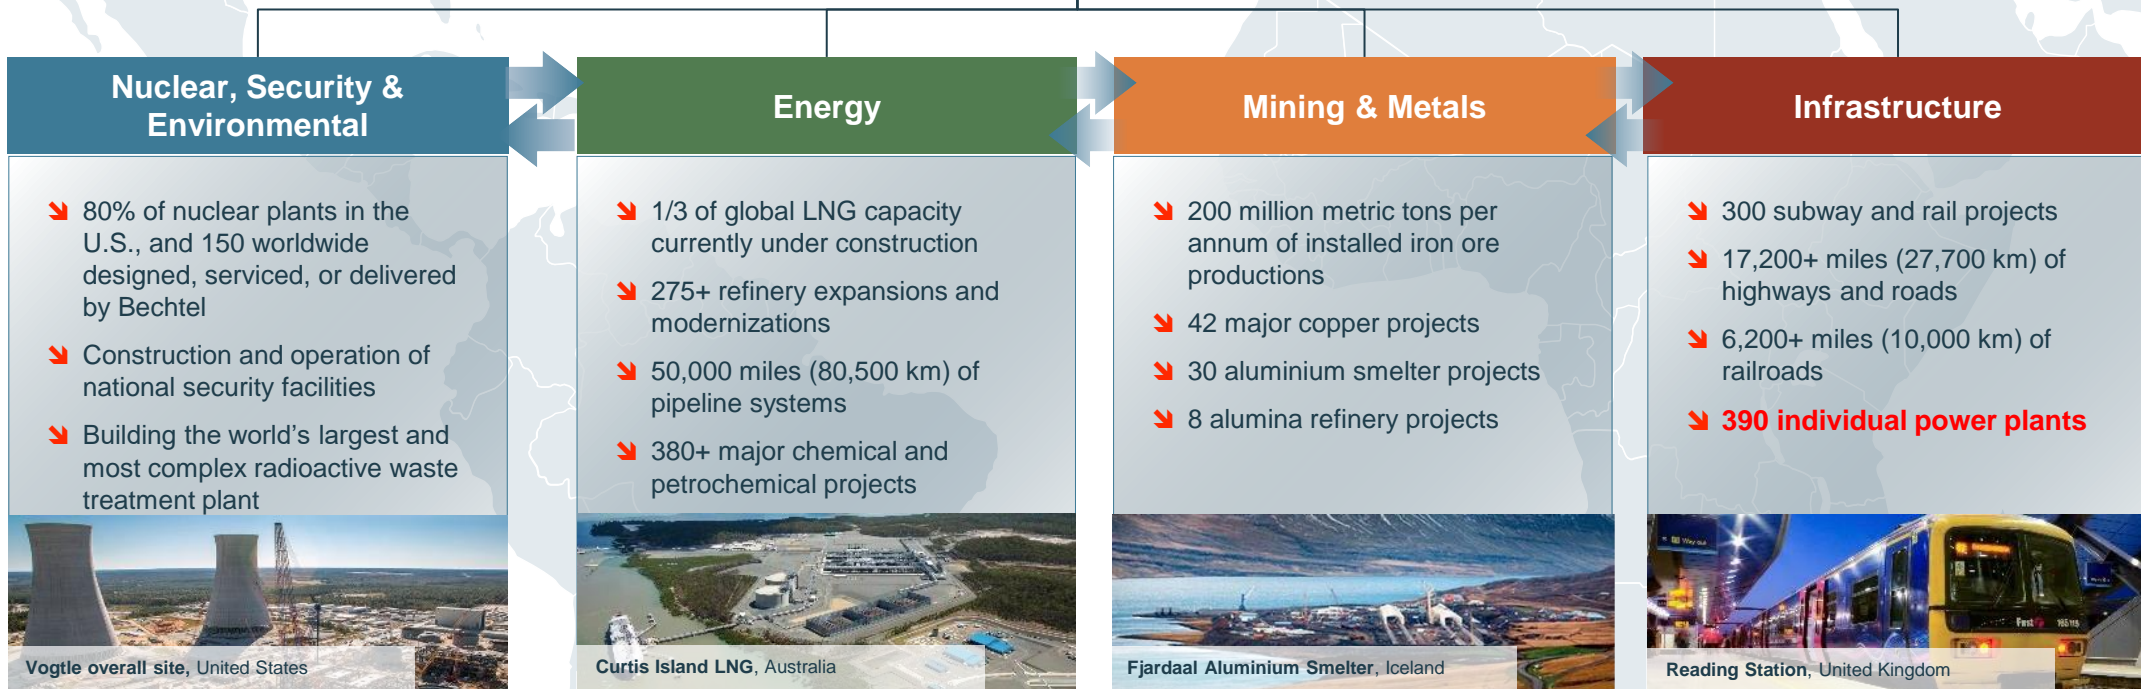 Nuclear, Security &
Environmental
80% of nuclear plants in the
U.S., and 150 worldwide
designed, serviced, or delivered
by Bechtel
Construction and operation of
national security facilities
Building the world’s largest and
most complex radioactive waste
treatment plant
Vogtle overall site, United States
Energy
1/3 of global LNG capacity
currently under construction
275+ refinery expansions and
modernizations
50,000 miles (80,500 km) of
pipeline systems
380+ major chemical and
petrochemical projects
Curtis Island LNG, Australia
Mining & Metals
200 million metric tons per
annum of installed iron ore
productions
42 major copper projects
30 aluminium smelter projects
8 alumina refinery projects
Fjardaal Aluminium Smelter, Iceland
Infrastructure
300 subway and rail projects
17,200+ miles (27,700 km) of
highways and roads
6,200+ miles (10,000 km) of
railroads
390 individual power plants
Way out
First
Reading Station, United Kingdom